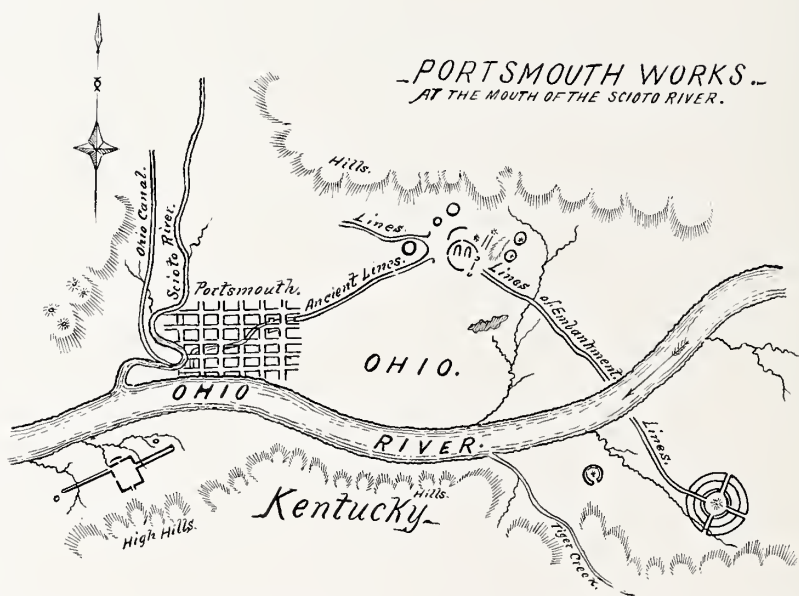 PORTSMOUTH WORKS.
AT THE MOUTH OF THE SCIOTO RIVER.
Hills.
Ohio Canal.
Scioto River.
Lines.
Portsmouth.
Ancient Lines.
Lines
of Embantment.
OHIO.
OHIO
RIVER.
Lines.
Hills.
Kentucky
High Hills.
Tiger Creek.